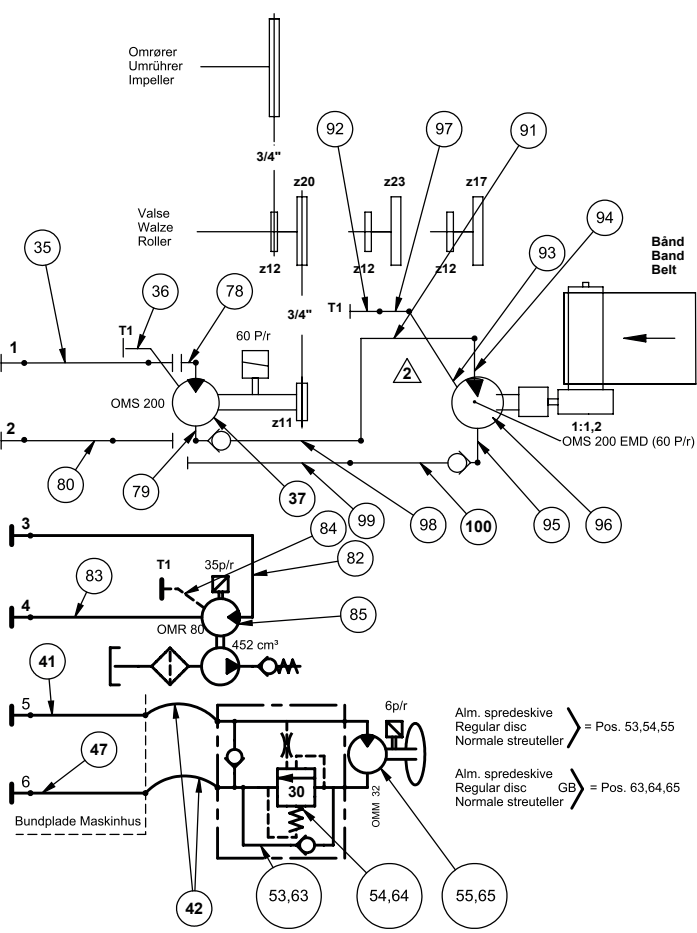 Omrører
Umrührer
Impeller
92
97
91
3/4"
z20
z23
z17
Valse
Walze
Roller
94
35
93
Bånd
Band
Belt
z12
z12
z12
36
78
T1
3/4"
T1
60 P/r
1
2
OMS 200
z11
1:1,2
2
OMS 200 EMD (60 P/r)
80
79
37
99
98
100
95
96
3
84
T1
35p/r
82
83
4
85
OMR 80
452 cm³
41
5
6p/r
Alm. spredeskive
Regular disc = Pos. 53,54,55
Normale streuteller
47
6
30
OMM 32
Alm. spredeskive
Regular disc GB = Pos. 63,64,65
Normale streuteller
Bundplade Maskinhus
42
53,63
54,64
55,65